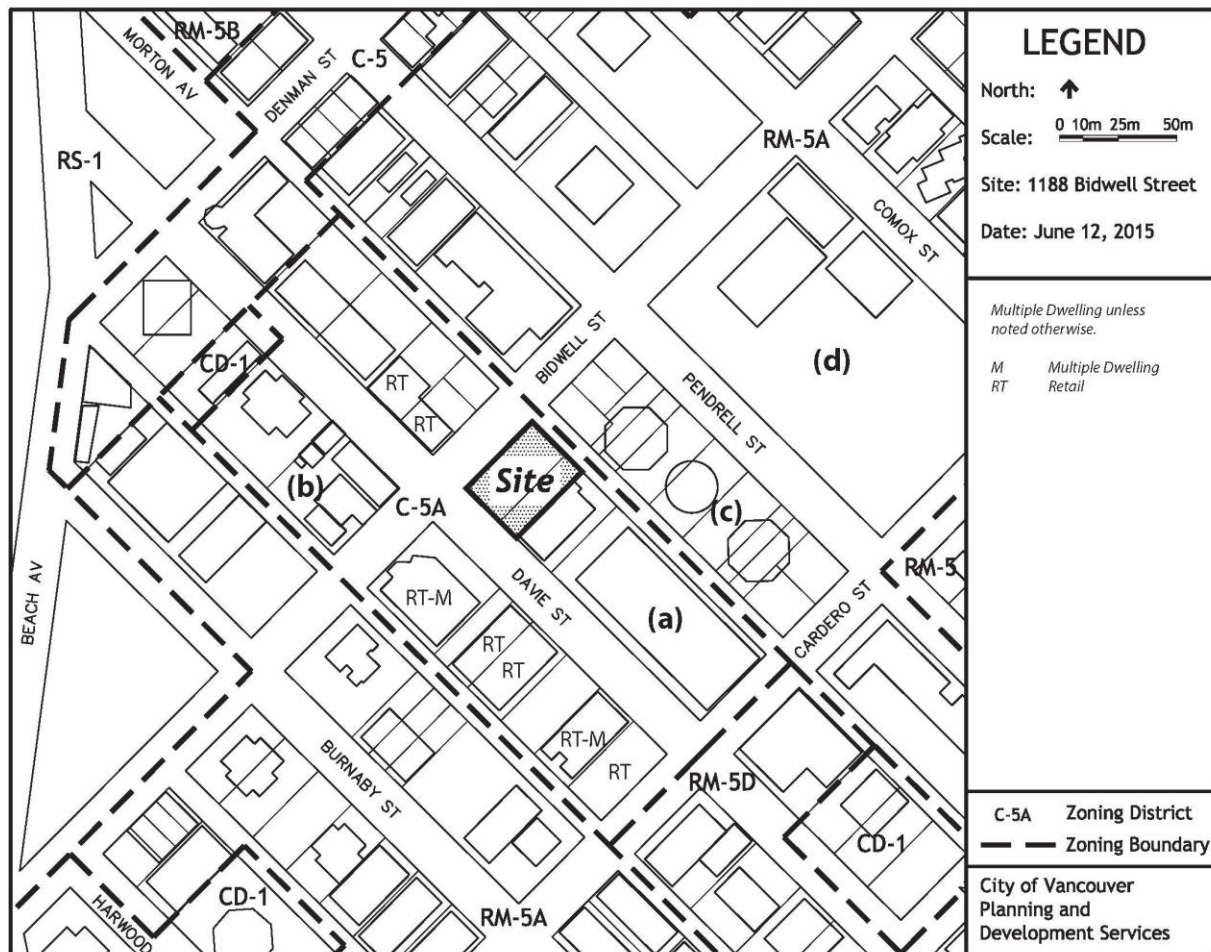 RM-5B
MORTON AV
DENMAN ST
C-5
RS-1
RM-5A
COMOX ST
CD-1
RT
RT
BIDWELL ST
PENDRELL ST
(d)
Site
(b)
C-5A
(c)
RM-5
BEACH AV
RT-M
DAVIE ST
(a)
CARDERO ST
RT
RT
RT-M
RT
BURNABY ST
RM-5D
CD-1
CD-1
HARWOOD
RM-5A
LEGEND
North:
Scale: 0 10m 25m 50m
Site: 1188 Bidwell Street
Date: June 12, 2015
Multiple Dwelling unless
noted otherwise.
M Multiple Dwelling
RT Retail
C-5A Zoning District
Zoning Boundary
City of Vancouver
Planning and
Development Services